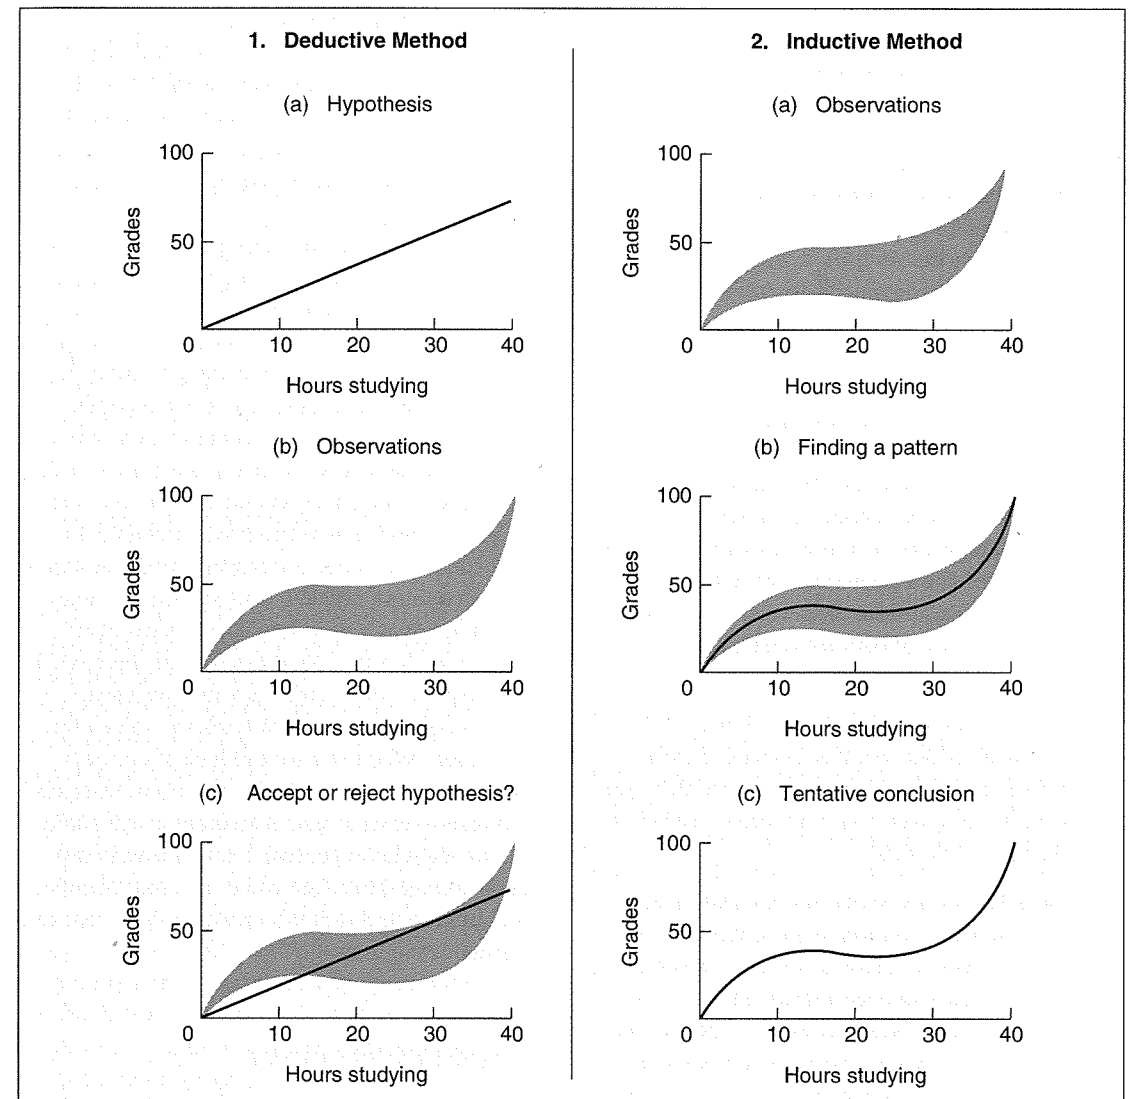 1. Deductive Method
(a) Hypothesis
100
50
Grades
0
10
20
30
40
Hours studying
(b) Observations
100
50
Grades
0
10
20
30
40
Hours studying
(c) Accept or reject hypothesis?
100
50
Grades
0
10
20
30
40
Hours studying
2. Inductive Method
(a) Observations
100
50
Grades
0
10
20
30
40
Hours studying
(b) Finding a pattern
100
50
Grades
0
10
20
30
40
Hours studying
(c) Tentative conclusion
100
50
Grades
0
10
20
30
40
Hours studying